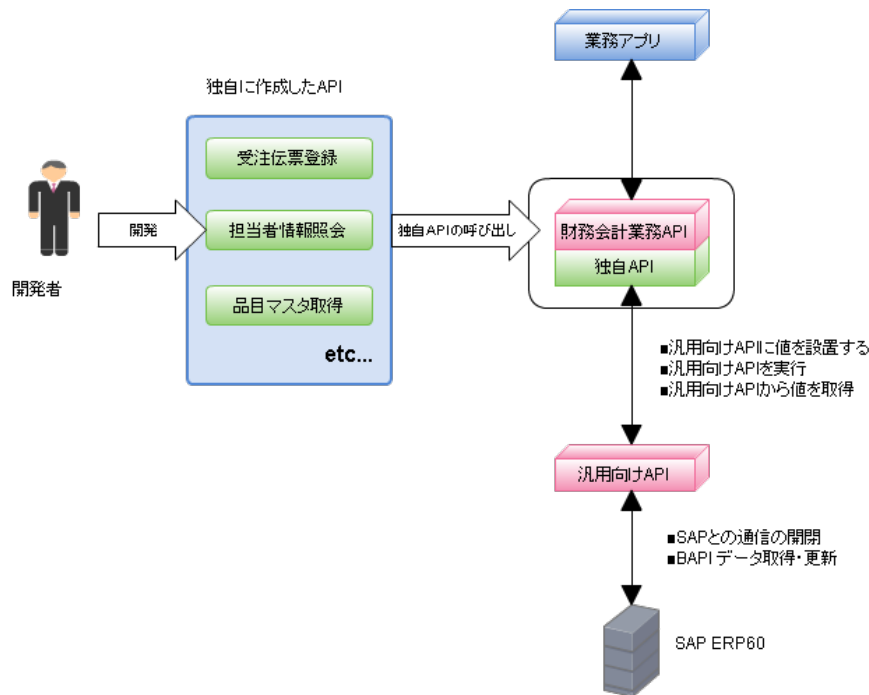 業務アプリ
独自に作成したAPI
受注伝票登録
開発
担当者情報照会
独自APIの呼び出し
財務会計業務API
独自API
開発者
品目マスタ取得
etc...
■汎用向けAPIに値を設置する
■汎用向けAPIを実行
■汎用向けAPIから値を取得
汎用向けAPI
■SAPとの通信の開閉
■BAPIデータ取得・更新
SAP ERP60